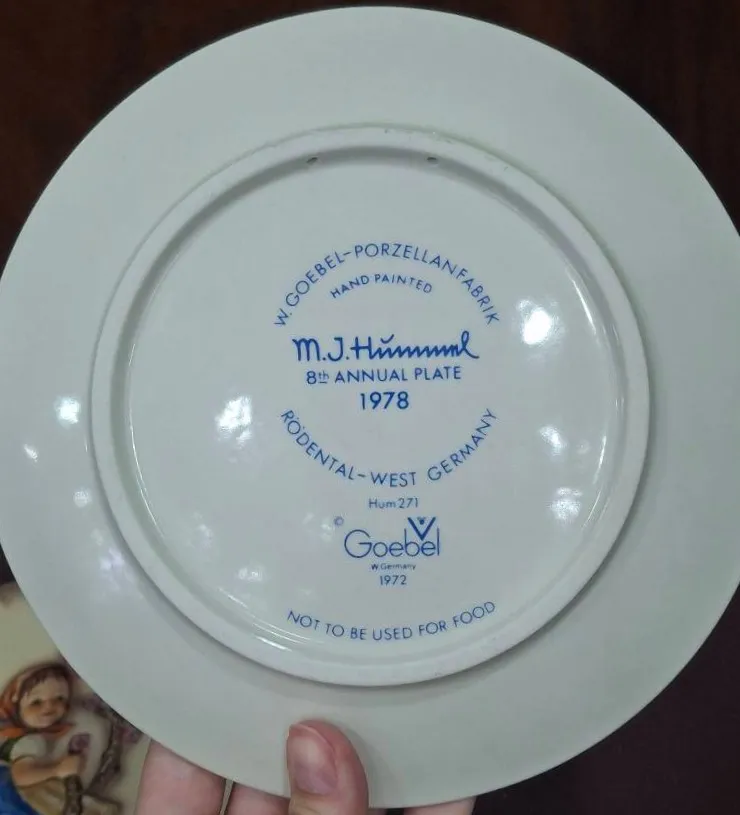 W. GOEBEL-PORZELLANFABRIK
HAND PAINTED
M.J.Hummel
8th ANNUAL PLATE
1978
RÖDENTAL-WEST GERMANY
Hum 271
© Goebel
W.Germany
1972
NOT TO BE USED FOR FOOD